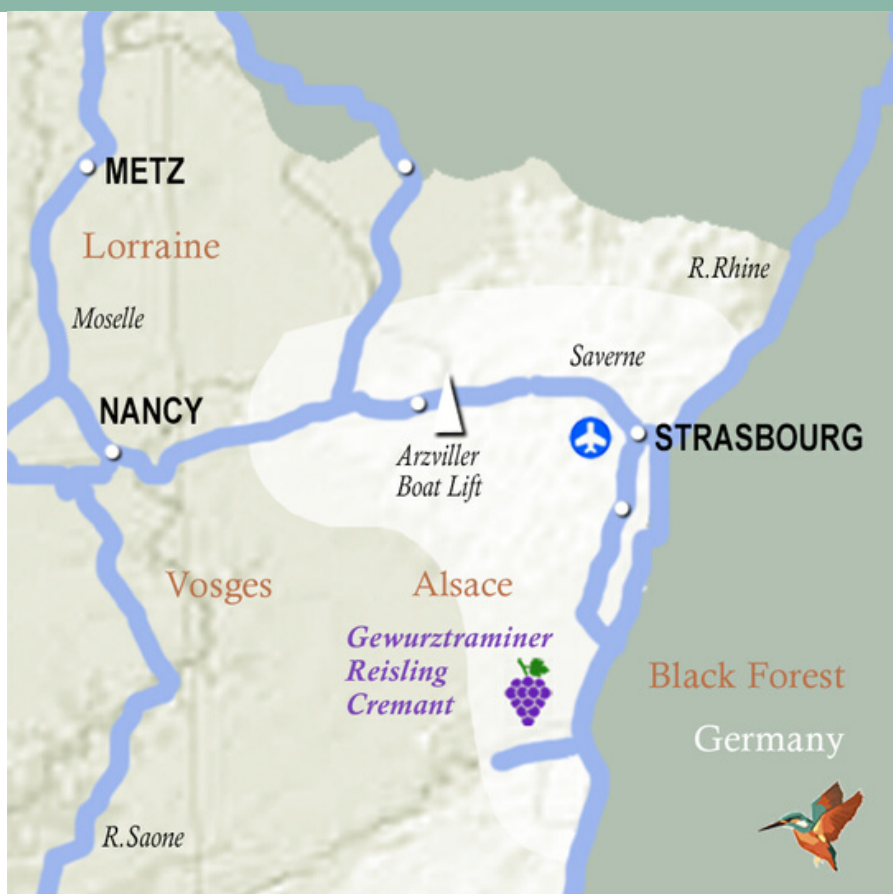 METZ
Lorraine
R.Rhine
Moselle
Saverne
NANCY
STRASBOURG
Arzviller
Boat Lift
Vosges
Alsace
Gewurztraminer
Reisling
Cremant
Black Forest
Germany
R.Saone